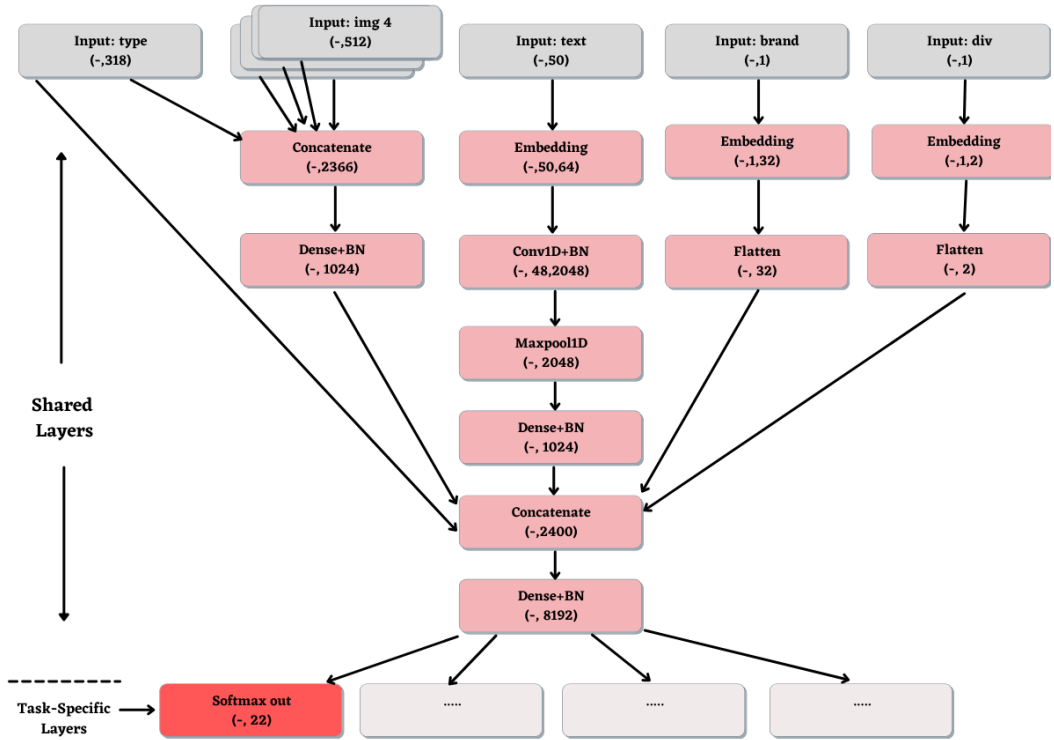 Input: type
(-,318)
Input: img 4
(-,512)
Input: text
(-,50)
Input: brand
(-,1)
Input: div
(-,1)
Concatenate
(-,2366)
Embedding
(-,50,64)
Embedding
(-,1,32)
Embedding
(-,1,2)
Dense+BN
(-, 1024)
Conv1D+BN
(-, 48,2048)
Flatten
(-, 32)
Flatten
(-, 2)
Maxpool1D
(-, 2048)
Shared
Layers
Dense+BN
(-, 1024)
Concatenate
(-,2400)
Dense+BN
(-, 8192)
Task-Specific
Layers
Softmax out
(-, 22)
.....
.....
.....